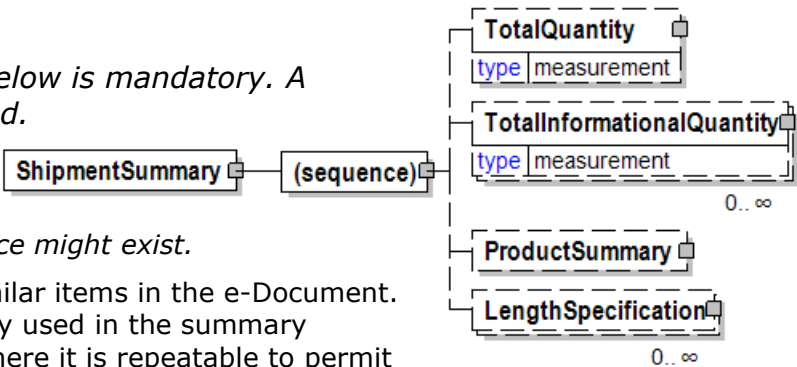 TotalQuantity
type measurement
elow is mandatory. A
d.
TotalInformationalQuantity
type measurement
0.. ∞
ShipmentSummary
(sequence)
ce might exist.
ProductSummary
ilar items in the e-Document.
y used in the summary
here it is repeatable to permit
LengthSpecification
0.. ∞